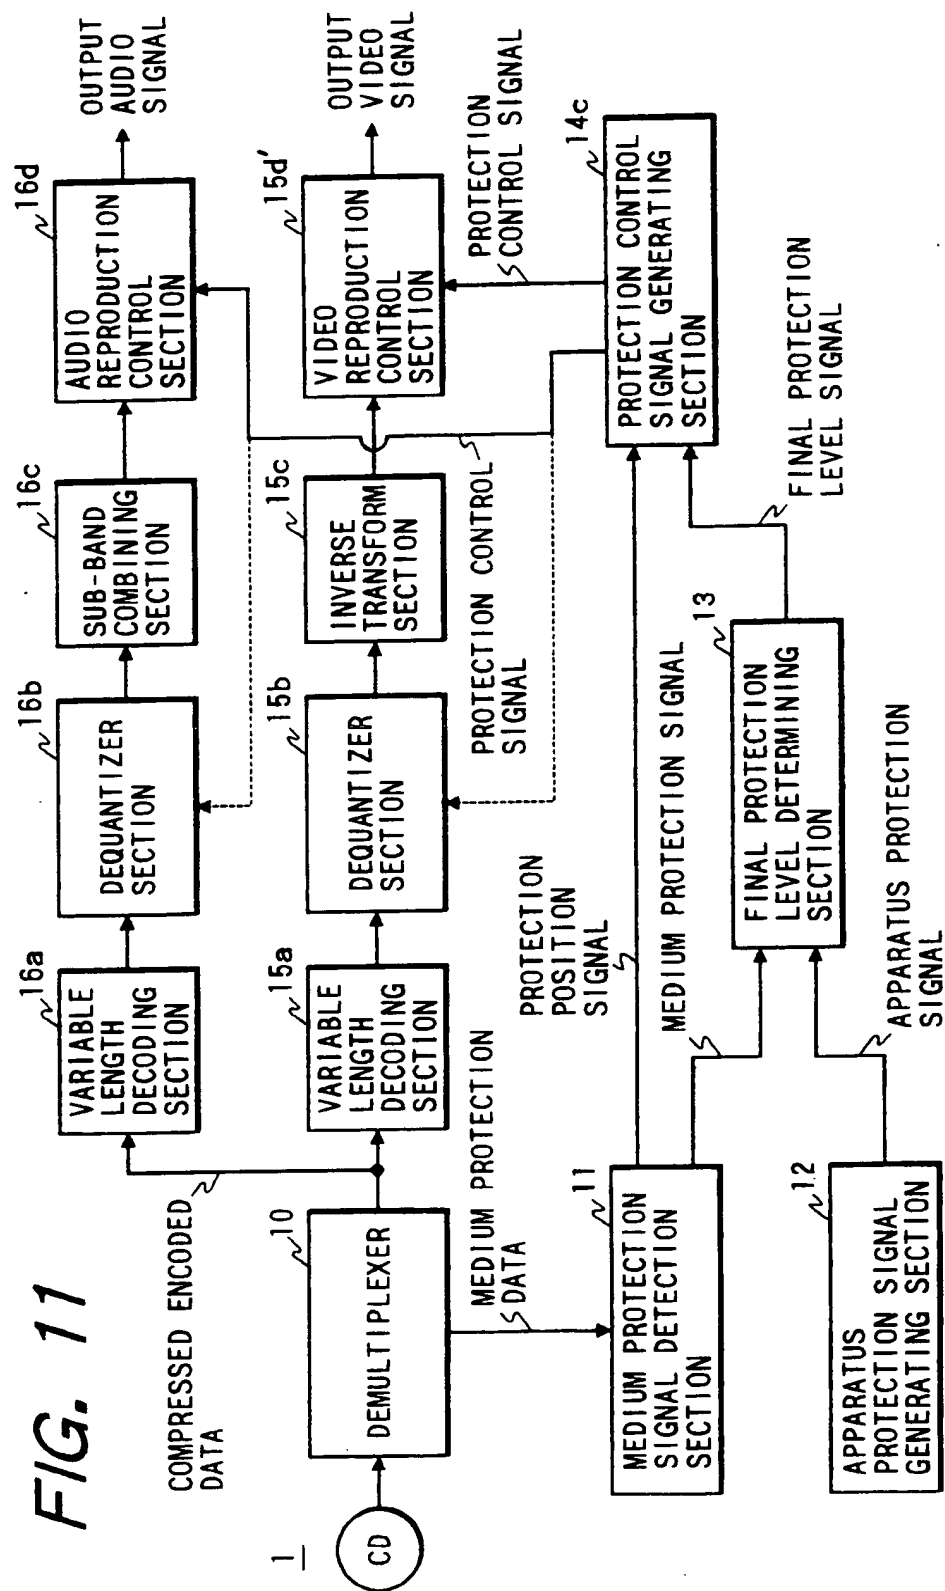 FIG. 11
1
CD
10
DEMULTIPLEXER
COMPRESSED ENCODED
DATA
MEDIUM PROTECTION
DATA
16a
VARIABLE
LENGTH
DECODING
SECTION
16b
DEQUANTIZER
SECTION
16c
SUB-BAND
COMBINING
SECTION
16d
AUDIO
REPRODUCTION
CONTROL
SECTION
OUTPUT
AUDIO
SIGNAL
15a
VARIABLE
LENGTH
DECODING
SECTION
15b
DEQUANTIZER
SECTION
15c
INVERSE
TRANSFORM
SECTION
15d'
VIDEO
REPRODUCTION
CONTROL
SECTION
OUTPUT
VIDEO
SIGNAL
PROTECTION CONTROL
SIGNAL
PROTECTION
CONTROL SIGNAL
11
MEDIUM PROTECTION
SIGNAL DETECTION
SECTION
PROTECTION
POSITION
SIGNAL
14c
PROTECTION CONTROL
SIGNAL GENERATING
SECTION
MEDIUM PROTECTION SIGNAL
13
FINAL PROTECTION
LEVEL DETERMINING
SECTION
FINAL PROTECTION
LEVEL SIGNAL
12
APPARATUS
PROTECTION SIGNAL
GENERATING SECTION
APPARATUS PROTECTION
SIGNAL